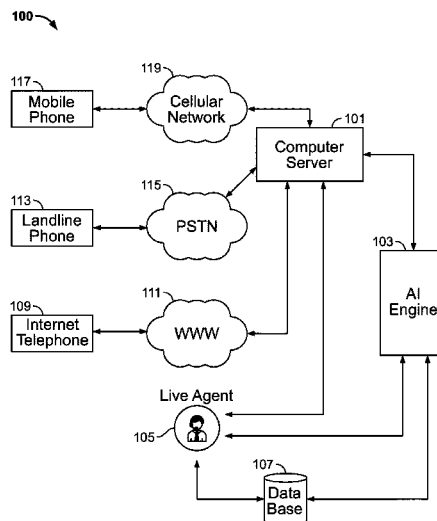 100
119
117
Mobile
Phone
Cellular
Network
101
Computer
Server
115
113
Landline
Phone
PSTN
103
AI
Engine
111
109
Internet
Telephone
WWW
Live Agent
105
107
Data
Base